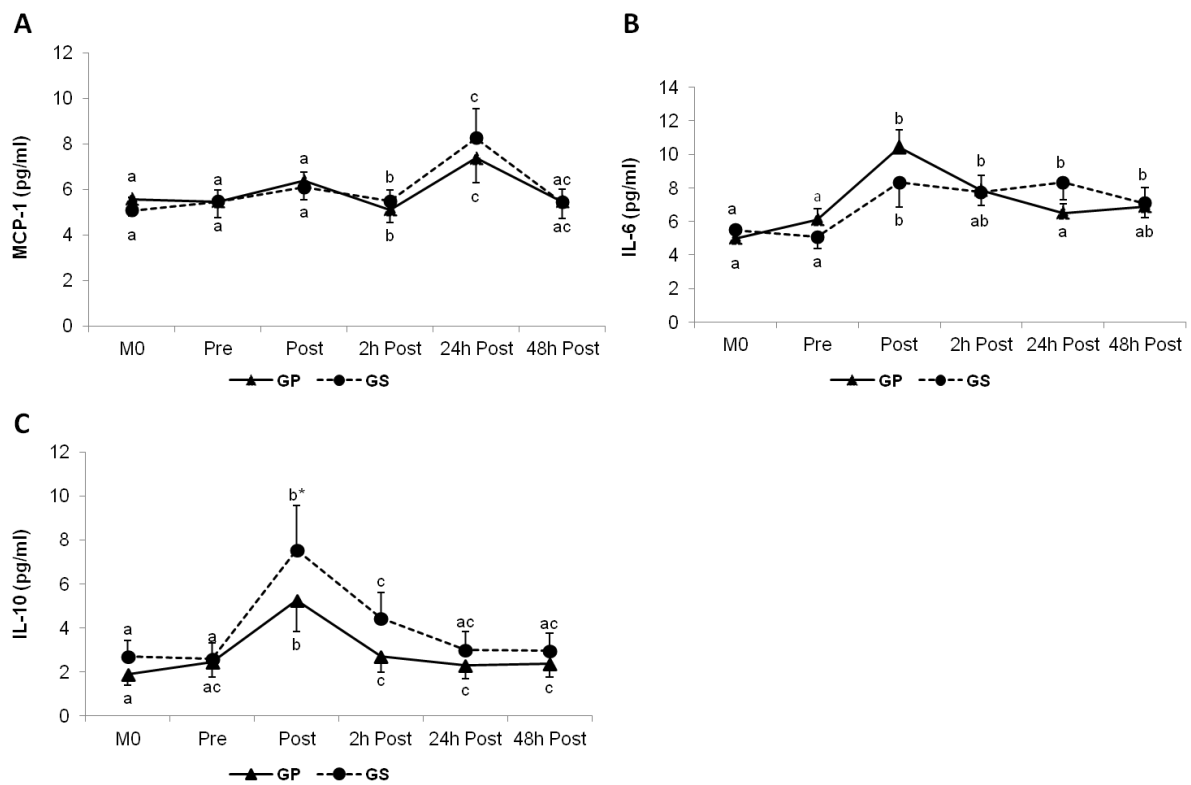 A
MCP-1 (pg/ml)
12
10
8
6
4
2
0
a a a b c ac
a a a b c ac
M0 Pre Post 2h Post 24h Post 48h Post
GP GS
B
IL-6 (pg/ml)
14
12
10
8
6
4
2
0
a a b b b b
a a b ab a ab
M0 Pre Post 2h Post 24h Post 48h Post
GP GS
C
IL-10 (pg/ml)
12
10
8
6
4
2
0
a a b* c ac ac
a ac b c c c
M0 Pre Post 2h Post 24h Post 48h Post
GP GS